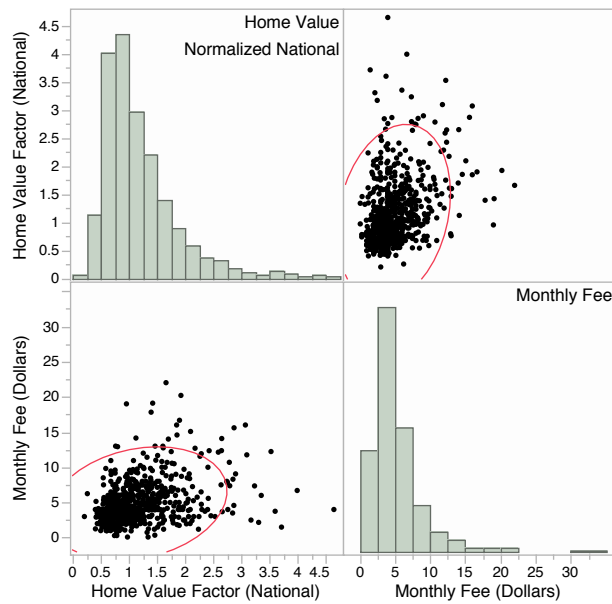 Home Value
Normalized National
Home Value Factor (National)
4.5
4
3.5
3
2.5
2
1.5
1
0.5
0
Monthly Fee
Monthly Fee (Dollars)
30
25
20
15
10
5
0
0 0.5 1 1.5 2 2.5 3 3.5 4 4.5
0 5 10 15 20 25 30
Home Value Factor (National)
Monthly Fee (Dollars)